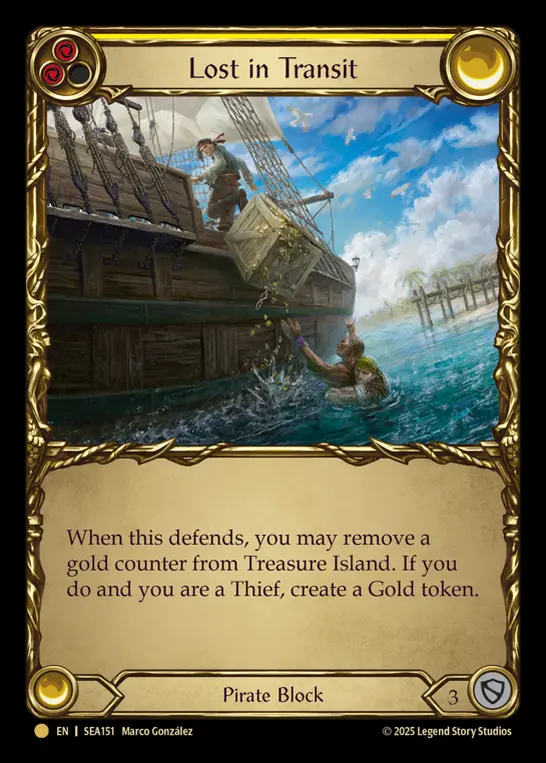 Lost in Transit
When this defends, you may remove a
gold counter from Treasure Island. If you
do and you are a Thief, create a Gold token.
Pirate Block
3
EN | SEA151 Marco González
© 2025 Legend Story Studios